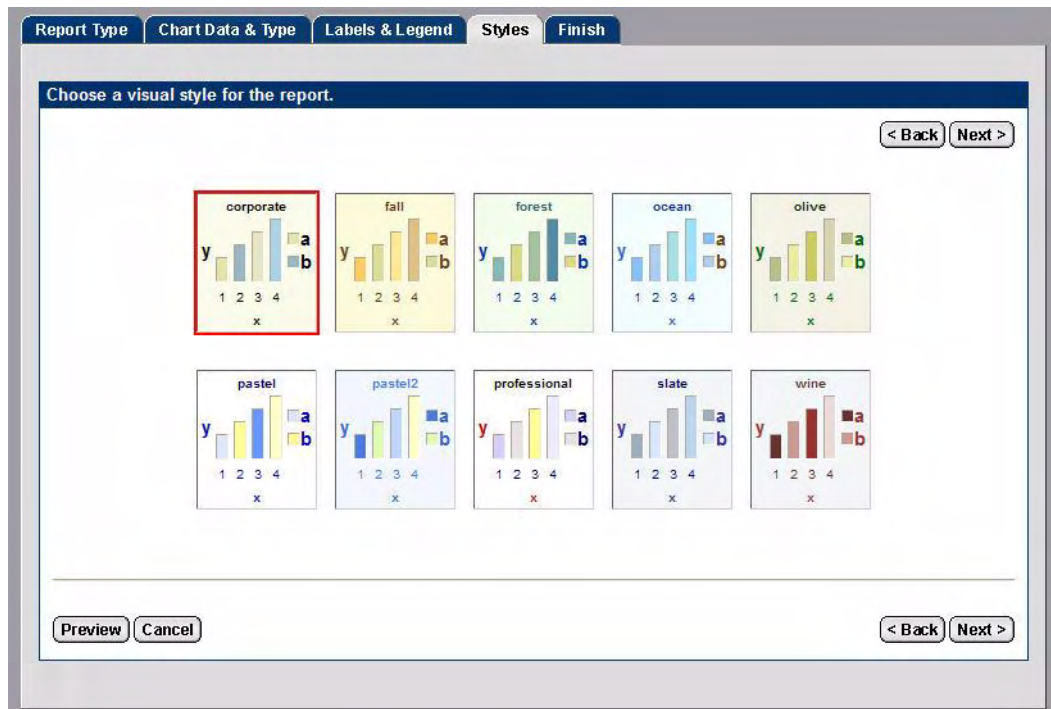 Report Type Chart Data & Type Labels & Legend Styles Finish
Choose a visual style for the report.
< Back Next >
corporate fall forest ocean olive
y a b y a b y a b y a b y a b
1 2 3 4 1 2 3 4 1 2 3 4 1 2 3 4 1 2 3 4
x x x x x
pastel pastel2 professional slate wine
y a b y a b y a b y a b y a b
1 2 3 4 1 2 3 4 1 2 3 4 1 2 3 4 1 2 3 4
x x x x x
Preview Cancel < Back Next >